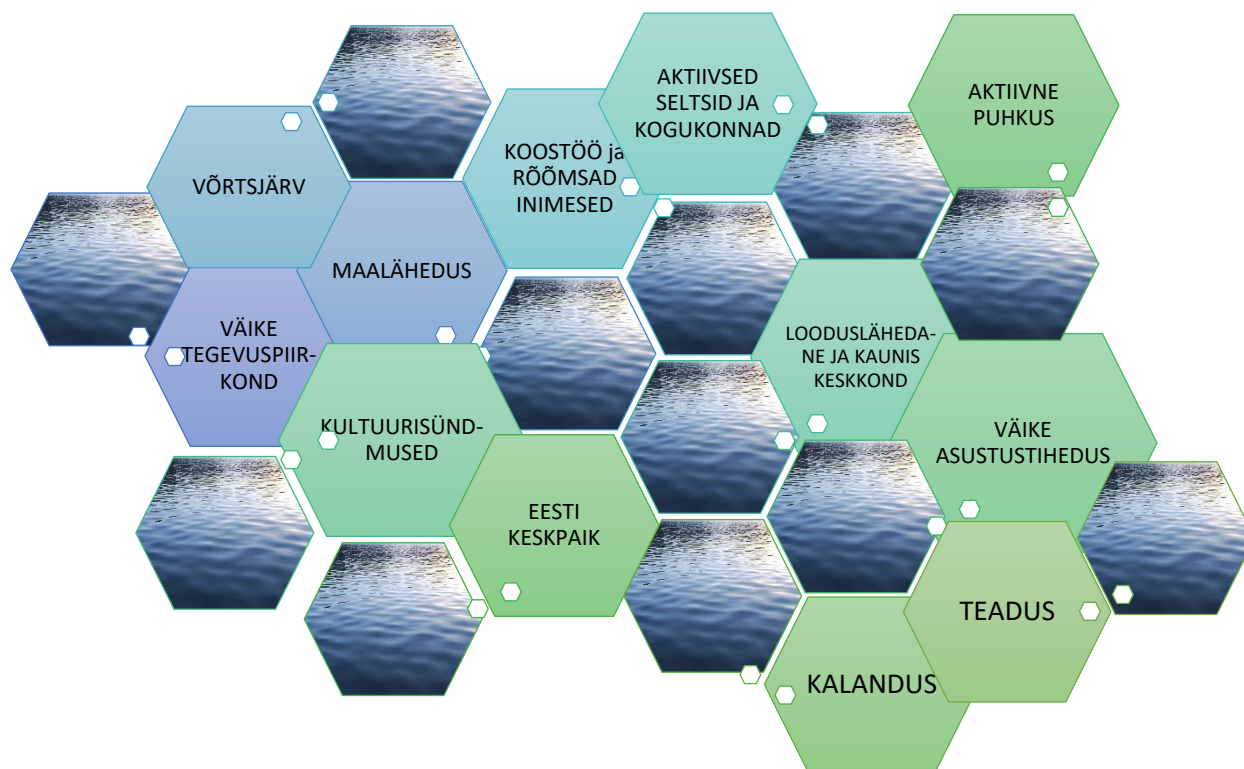 AKTIIVSED
SELTSID JA
KOGUKONNAD
AKTIIVNE
PUHKUS
VÕRTSJÄRV
KOOSTÖÖ ja
RÕÕMSAD
INIMESED
MAALÄHEDUS
VÄIKE
TEGEVUSPIIR-
KOND
LOODUSLÄHEDA-
NE JA KAUNIS
KESKKOND
KULTUURISÜND-
MUSED
VÄIKE
ASUSTUSTIHEDUS
EESTI
KESKPAIK
TEADUS
KALANDUS